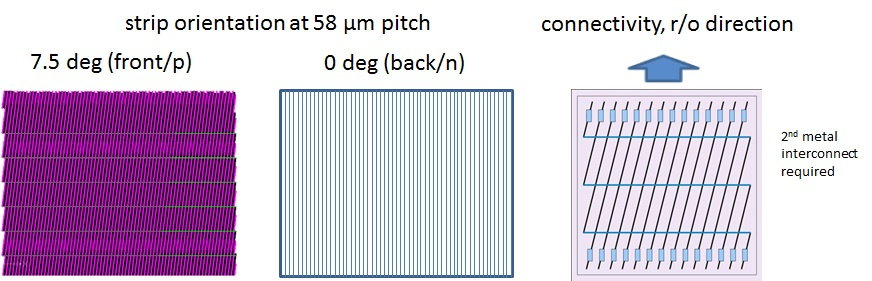 strip orientation at 58 µm pitch
connectivity, r/o direction
7.5 deg (front/p)
0 deg (back/n)
2nd metal
interconnect
required